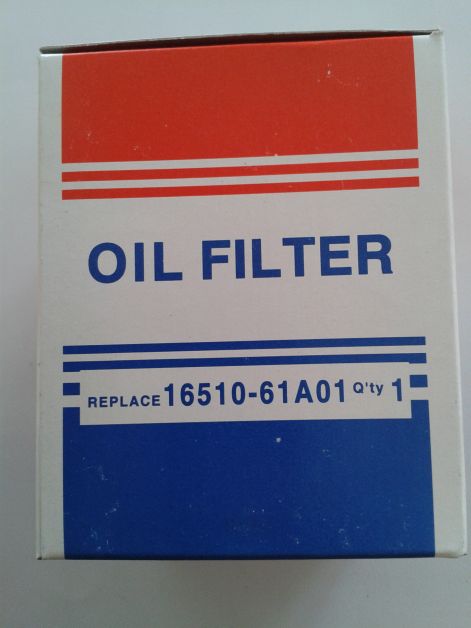 OIL FILTER
REPLACE 16510-61A01 Q'ty 1